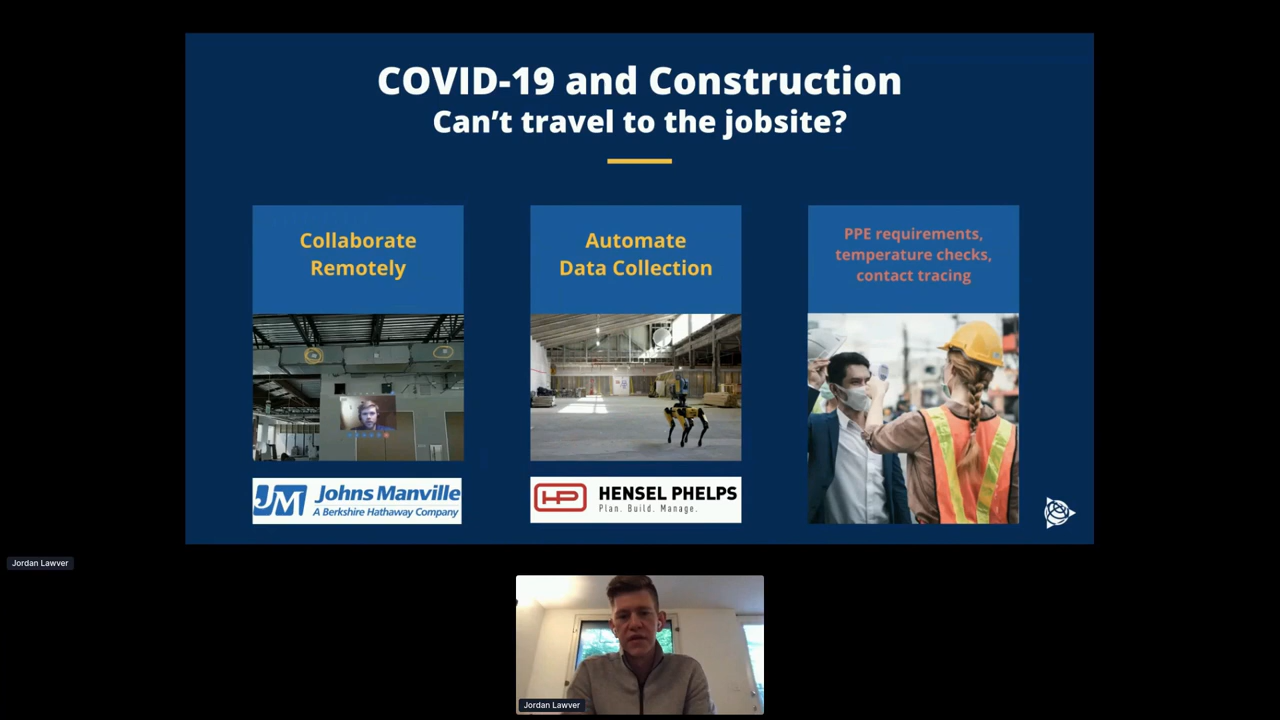 COVID-19 and Construction
Can't travel to the jobsite?
Collaborate
Remotely
Automate
Data Collection
PPE requirements,
temperature checks,
contact tracing
JM Johns Manville
A Berkshire Hathaway Company
HP HENSEL PHELPS
Plan. Build. Manage.
Jordan Lawver
Jordan Lawver